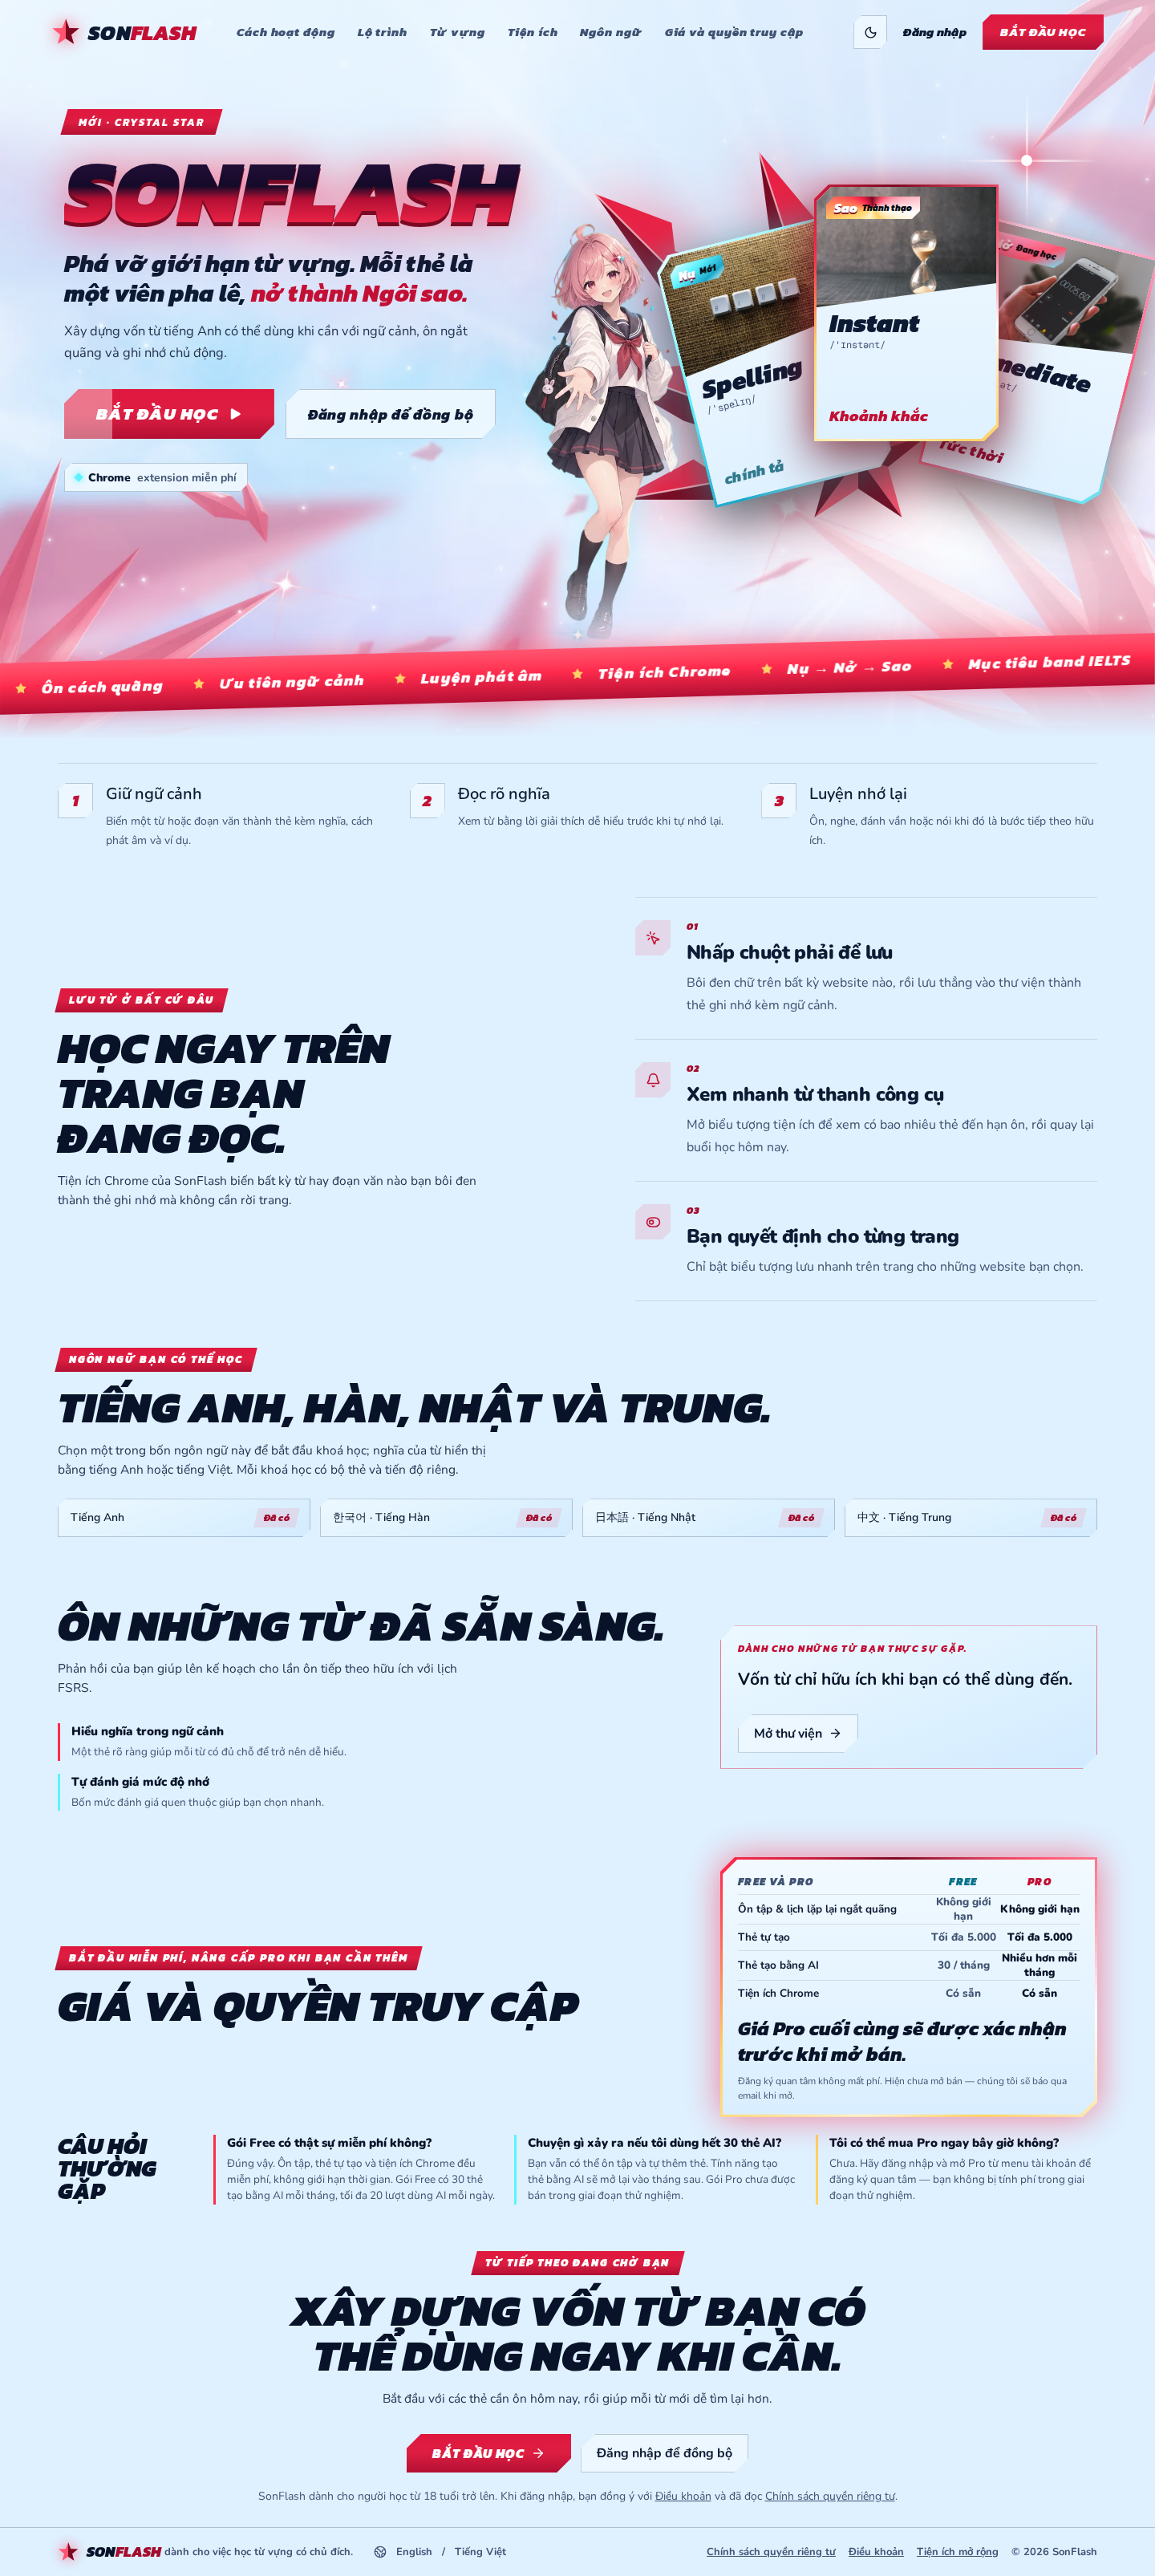 SONFLASH
Cách hoạt động
Lộ trình
Từ vựng
Tiện ích
Ngôn ngữ
Giá và quyền truy cập
Đăng nhập
BẮT ĐẦU HỌC
MỚI · CRYSTAL STAR
SONFLASH
Phá vỡ giới hạn từ vựng. Mỗi thẻ là
một viên pha lê, nở thành Ngôi sao.
Xây dựng vốn từ tiếng Anh có thể dùng khi cần với ngữ cảnh, ôn ngắt
quãng và ghi nhớ chủ động.
BẮT ĐẦU HỌC
Đăng nhập để đồng bộ
Chrome extension miễn phí
Nụ Mới
Spelling
/ˈspelɪŋ/
chính tả
Sao Thành thạo
Instant
/ˈɪnstənt/
Khoảnh khắc
Đang học
mediate
Tức thời
Ôn cách quãng
Ưu tiên ngữ cảnh
Luyện phát âm
Tiện ích Chrome
Nụ → Nở → Sao
Mục tiêu band IELTS
1
Giữ ngữ cảnh
Biến một từ hoặc đoạn văn thành thẻ kèm nghĩa, cách
phát âm và ví dụ.
2
Đọc rõ nghĩa
Xem từ bằng lời giải thích dễ hiểu trước khi tự nhớ lại.
3
Luyện nhớ lại
Ôn, nghe, đánh vần hoặc nói khi đó là bước tiếp theo hữu
ích.
LƯU TỪ Ở BẤT CỨ ĐÂU
HỌC NGAY TRÊN
TRANG BẠN
ĐANG ĐỌC.
Tiện ích Chrome của SonFlash biến bất kỳ từ hay đoạn văn nào bạn bôi đen
thành thẻ ghi nhớ mà không cần rời trang.
01
Nhấp chuột phải để lưu
Bôi đen chữ trên bất kỳ website nào, rồi lưu thẳng vào thư viện thành
thẻ ghi nhớ kèm ngữ cảnh.
02
Xem nhanh từ thanh công cụ
Mở biểu tượng tiện ích để xem có bao nhiêu thẻ đến hạn ôn, rồi quay lại
buổi học hôm nay.
03
Bạn quyết định cho từng trang
Chỉ bật biểu tượng lưu nhanh trên trang cho những website bạn chọn.
NGÔN NGỮ BẠN CÓ THỂ HỌC
TIẾNG ANH, HÀN, NHẬT VÀ TRUNG.
Chọn một trong bốn ngôn ngữ này để bắt đầu khoá học; nghĩa của từ hiển thị
bằng tiếng Anh hoặc tiếng Việt. Mỗi khoá học có bộ thẻ và tiến độ riêng.
Tiếng Anh
Đã có
한국어 · Tiếng Hàn
Đã có
日本語 · Tiếng Nhật
Đã có
中文 · Tiếng Trung
Đã có
ÔN NHỮNG TỪ ĐÃ SẴN SÀNG.
Phản hồi của bạn giúp lên kế hoạch cho lần ôn tiếp theo hữu ích với lịch
FSRS.
Hiểu nghĩa trong ngữ cảnh
Một thẻ rõ ràng giúp mỗi từ có đủ chỗ để trở nên dễ hiểu.
Tự đánh giá mức độ nhớ
Bốn mức đánh giá quen thuộc giúp bạn chọn nhanh.
DÀNH CHO NHỮNG TỪ BẠN THỰC SỰ GẶP.
Vốn từ chỉ hữu ích khi bạn có thể dùng đến.
Mở thư viện
BẮT ĐẦU MIỄN PHÍ, NÂNG CẤP PRO KHI BẠN CẦN THÊM
GIÁ VÀ QUYỀN TRUY CẬP
FREE VÀ PRO
FREE
PRO
Ôn tập & lịch lặp lại ngắt quãng
Không giới
hạn
Không giới hạn
Thẻ tự tạo
Tối đa 5.000
Tối đa 5.000
Thẻ tạo bằng AI
30 / tháng
Nhiều hơn mỗi
tháng
Tiện ích Chrome
Có sẵn
Có sẵn
Giá Pro cuối cùng sẽ được xác nhận
trước khi mở bán.
Đăng ký quan tâm không mất phí. Hiện chưa mở bán — chúng tôi sẽ báo qua
email khi mở.
CÂU HỎI
THƯỜNG
GẶP
Gói Free có thật sự miễn phí không?
Đúng vậy. Ôn tập, thẻ tự tạo và tiện ích Chrome đều
miễn phí, không giới hạn thời gian. Gói Free có 30 thẻ
tạo bằng AI mỗi tháng, tối đa 20 lượt dùng AI mỗi ngày.
Chuyện gì xảy ra nếu tôi dùng hết 30 thẻ AI?
Bạn vẫn có thể ôn tập và tự thêm thẻ. Tính năng tạo
thẻ bằng AI sẽ mở lại vào tháng sau. Gói Pro chưa được
bán trong giai đoạn thử nghiệm.
Tôi có thể mua Pro ngay bây giờ không?
Chưa. Hãy đăng nhập và mở Pro từ menu tài khoản để
đăng ký quan tâm — bạn không bị tính phí trong giai
đoạn thử nghiệm.
TỪ TIẾP THEO ĐANG CHỜ BẠN
XÂY DỰNG VỐN TỪ BẠN CÓ
THỂ DÙNG NGAY KHI CẦN.
Bắt đầu với các thẻ cần ôn hôm nay, rồi giúp mỗi từ mới dễ tìm lại hơn.
BẮT ĐẦU HỌC
Đăng nhập để đồng bộ
SonFlash dành cho người học từ 18 tuổi trở lên. Khi đăng nhập, bạn đồng ý với Điều khoản và đã đọc Chính sách quyền riêng tư.
SONFLASH dành cho việc học từ vựng có chủ đích.
English / Tiếng Việt
Chính sách quyền riêng tư
Điều khoản
Tiện ích mở rộng
© 2026 SonFlash